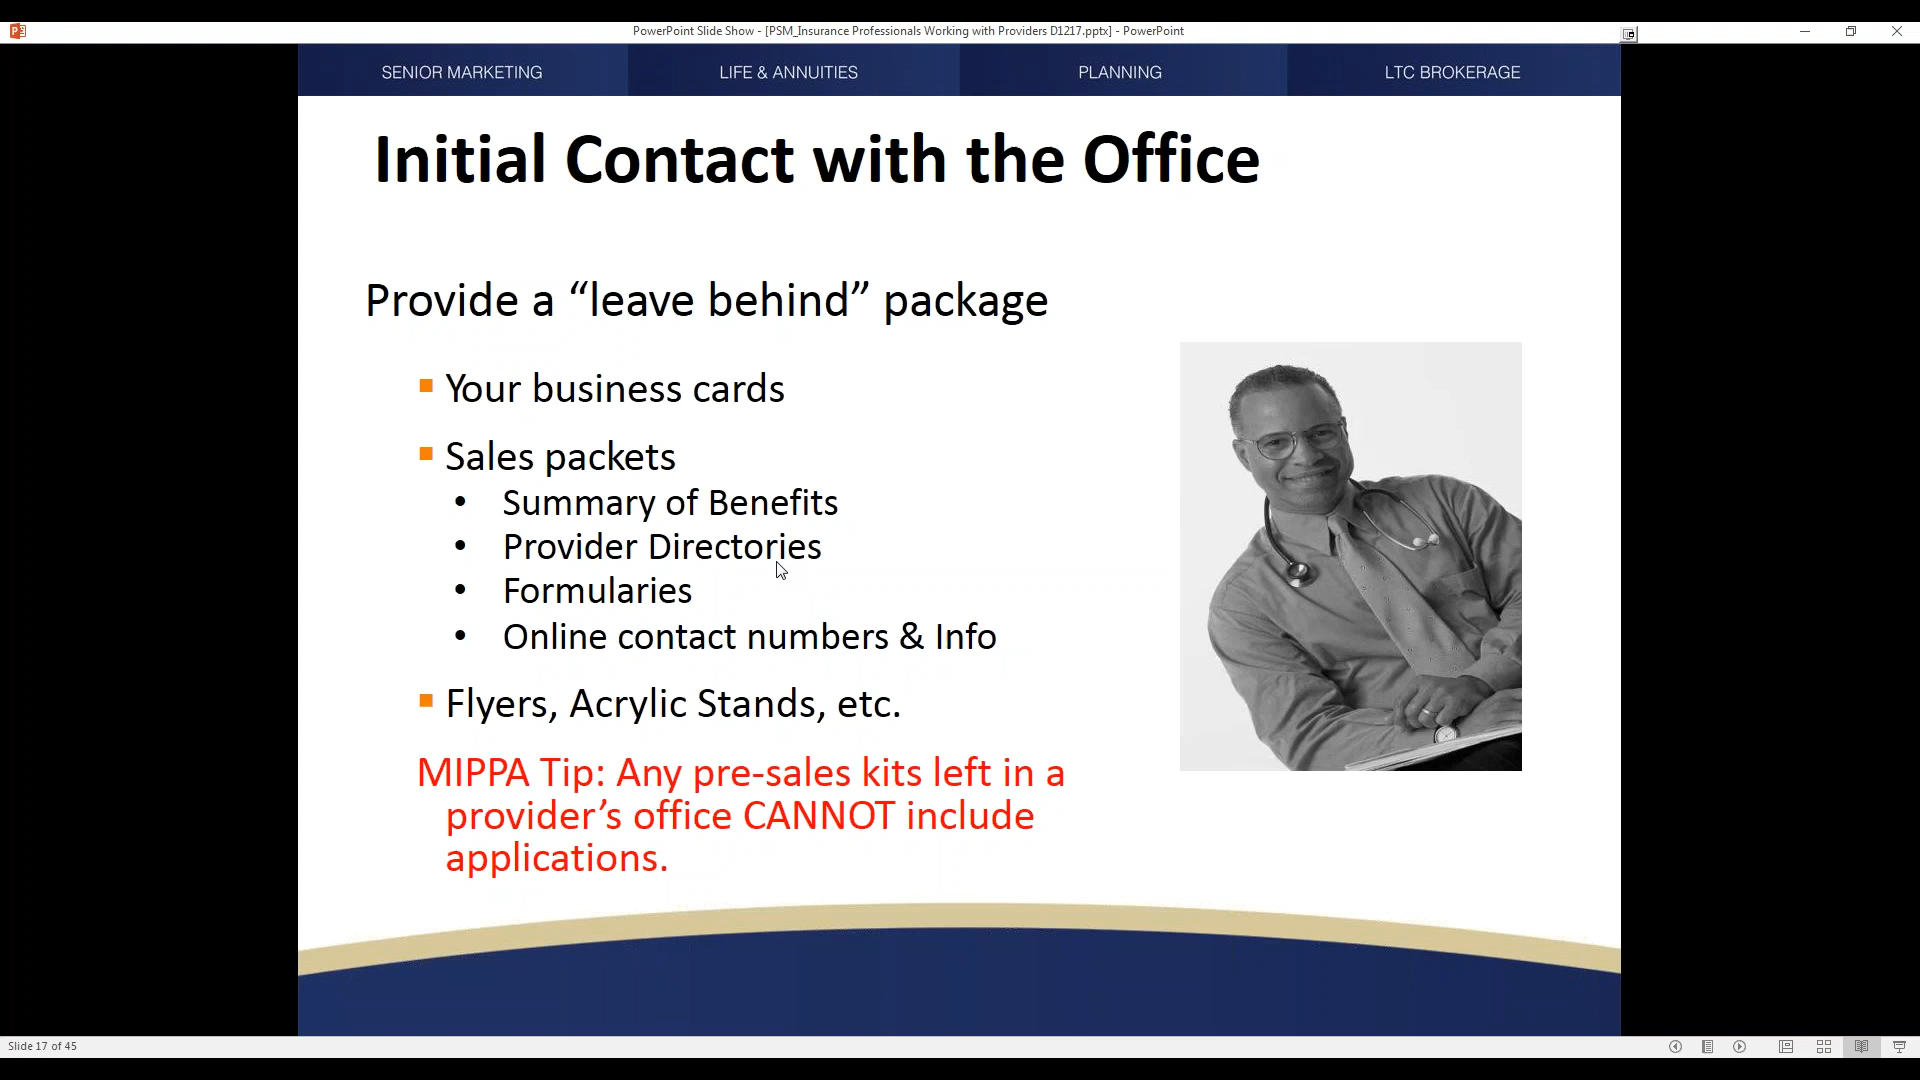 PowerPoint Slide Show - [PSM_Insurance Professionals Working with Providers D1217.pptx] - PowerPoint
SENIOR MARKETING
LIFE & ANNUITIES
PLANNING
LTC BROKERAGE
Initial Contact with the Office
Provide a “leave behind” package
Your business cards
Sales packets
• Summary of Benefits
• Provider Directories
• Formularies
• Online contact numbers & Info
Flyers, Acrylic Stands, etc.
MIPPA Tip: Any pre-sales kits left in a
provider’s office CANNOT include
applications.
Slide 17 of 45